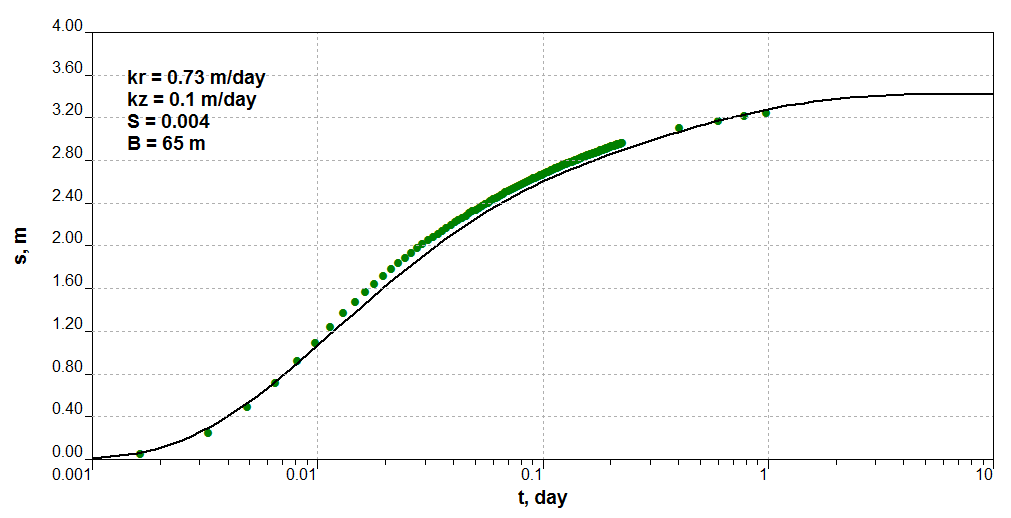 4.00
3.60
kr = 0.73 m/day
kz = 0.1 m/day
S = 0.004
B = 65 m
3.20
2.80
2.40
2.00
1.60
1.20
0.80
0.40
0.00
s, m
0.001 0.01 0.1 1 10
t, day